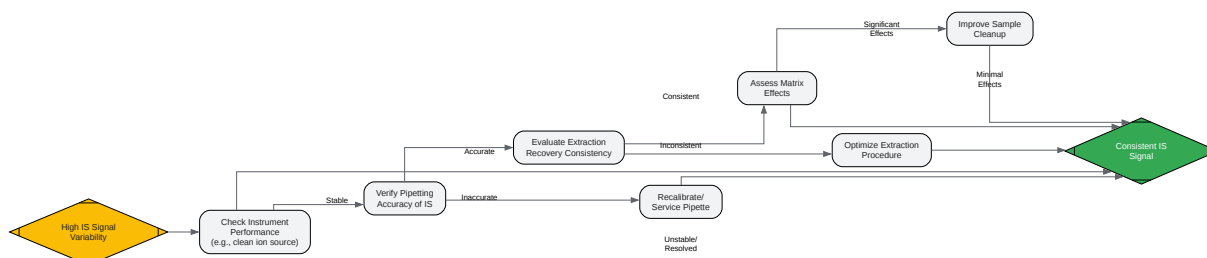 High IS Signal
Variability
Check Instrument
Performance
(e.g., clean ion source)
Stable
Verify Pipetting
Accuracy of IS
Accurate
Inaccurate
Evaluate Extraction
Recovery Consistency
Consistent
Inconsistent
Recalibrate/
Service Pipette
Unstable/
Resolved
Assess Matrix
Effects
Significant
Effects
Optimize Extraction
Procedure
Improve Sample
Cleanup
Minimal
Effects
Consistent IS
Signal